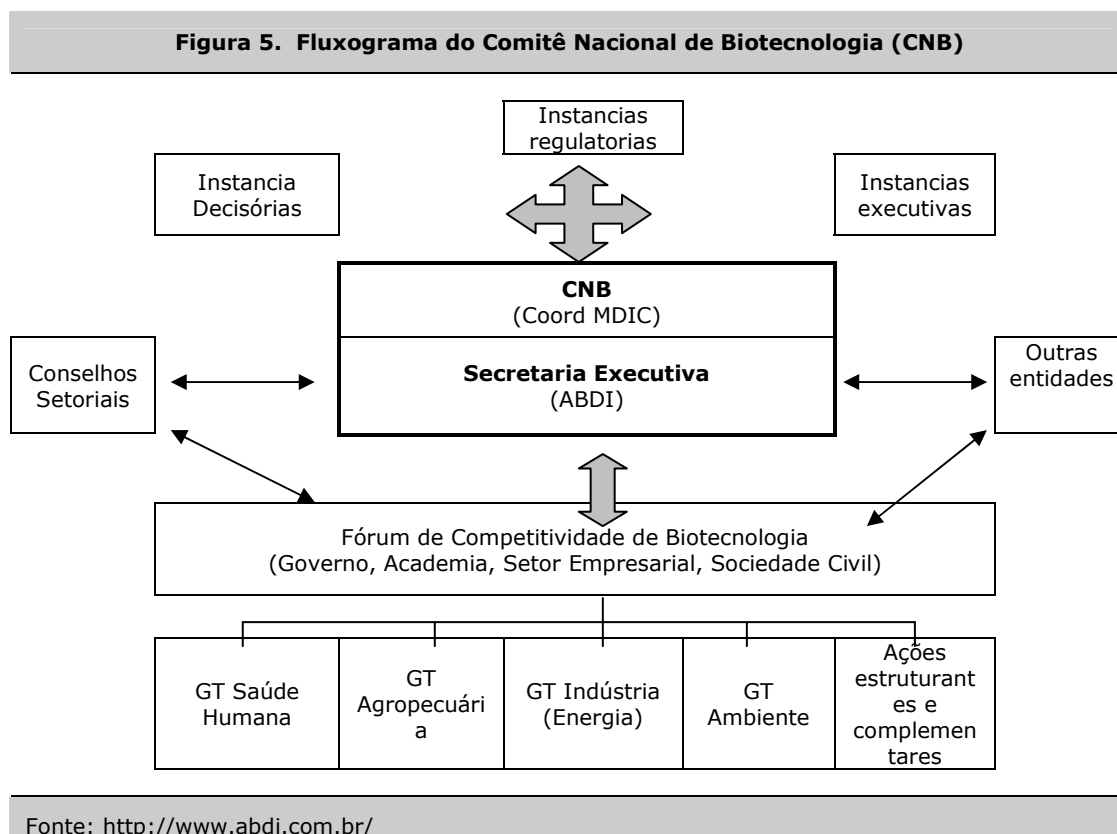 Figura 5. Fluxograma do Comitê Nacional de Biotecnologia (CNB)
Instancias
regulatorias
Instancia
Decisórias
Instancias
executivas
CNB
(Coord MDIC)
Conselhos
Setoriais
Secretaria Executiva
(ABDI)
Outras
entidades
Fórum de Competitividade de Biotecnologia
(Governo, Academia, Setor Empresarial, Sociedade Civil)
GT Saúde
Humana
GT
Agropecuári
a
GT Indústria
(Energia)
GT
Ambiente
Ações
estruturant
es e
complemen
tares
Fonte: http://www.abdi.com.br/